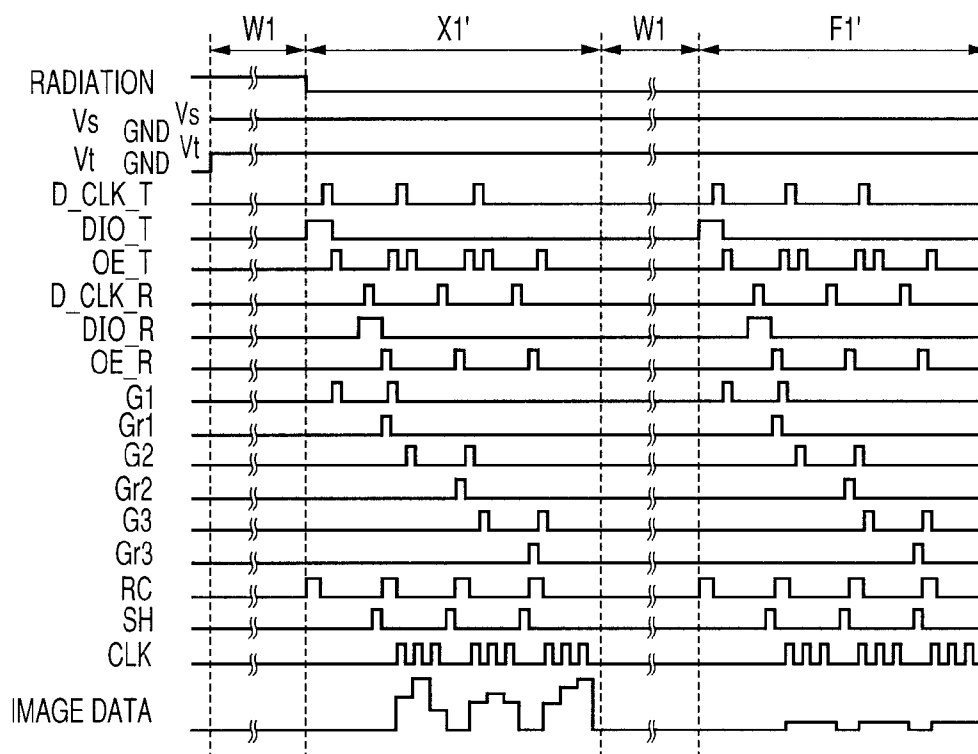 W1 X1' W1 F1'
RADIATION
Vs GND Vs
Vt GND Vt
D_CLK_T
DIO_T
OE_T
D_CLK_R
DIO_R
OE_R
G1
Gr1
G2
Gr2
G3
Gr3
RC
SH
CLK
IMAGE DATA